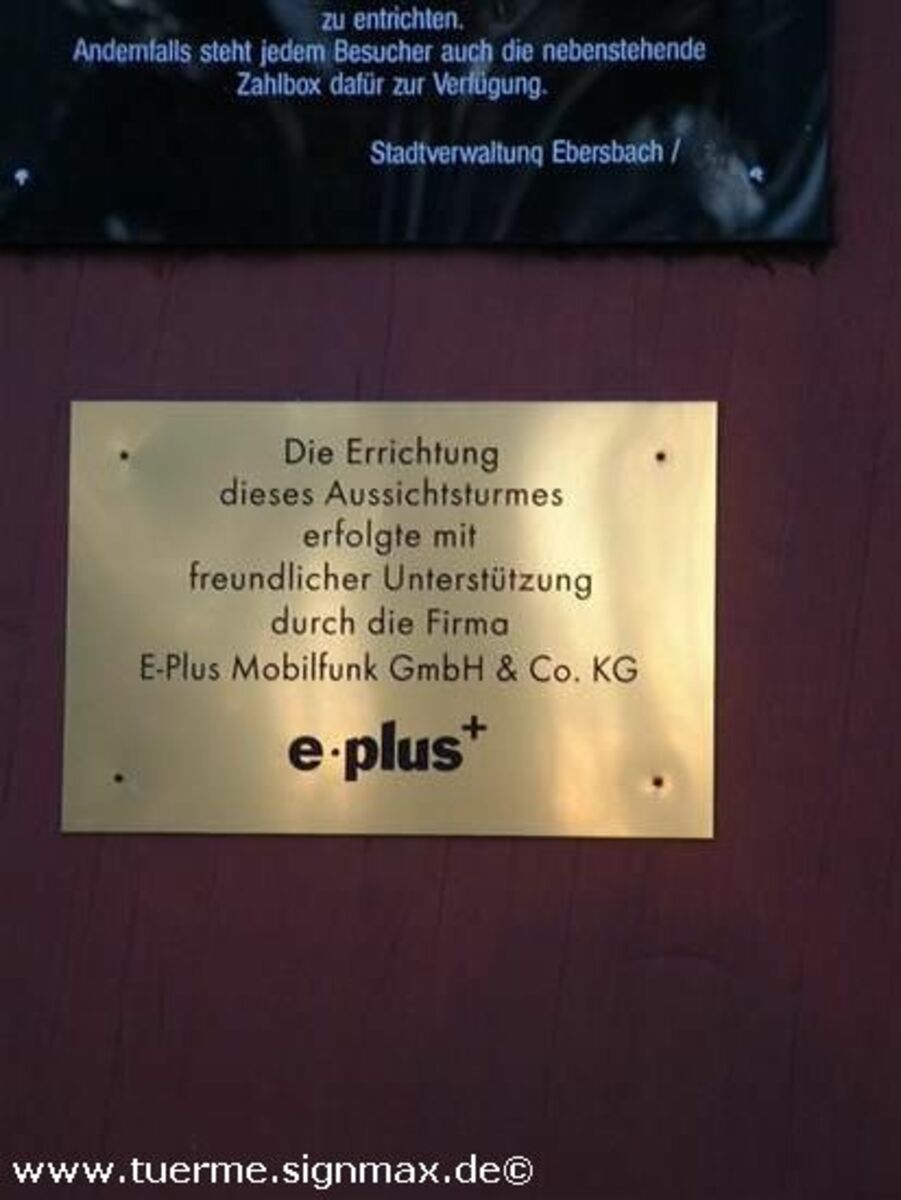 zu entrichten.
Andernfalls steht jedem Besucher auch die nebenstehende
Zahlbox dafür zur Verfügung.
Stadtverwaltung Ebersbach /
Die Errichtung
dieses Aussichtsturmes
erfolgte mit
freundlicher Unterstützung
durch die Firma
E-Plus Mobilfunk GmbH & Co. KG
e·plus+
www.tuerme.signmax.de©